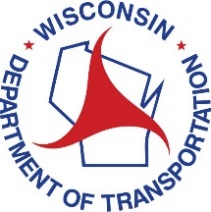 WISCONSIN
DEPARTMENT OF TRANSPORTATION